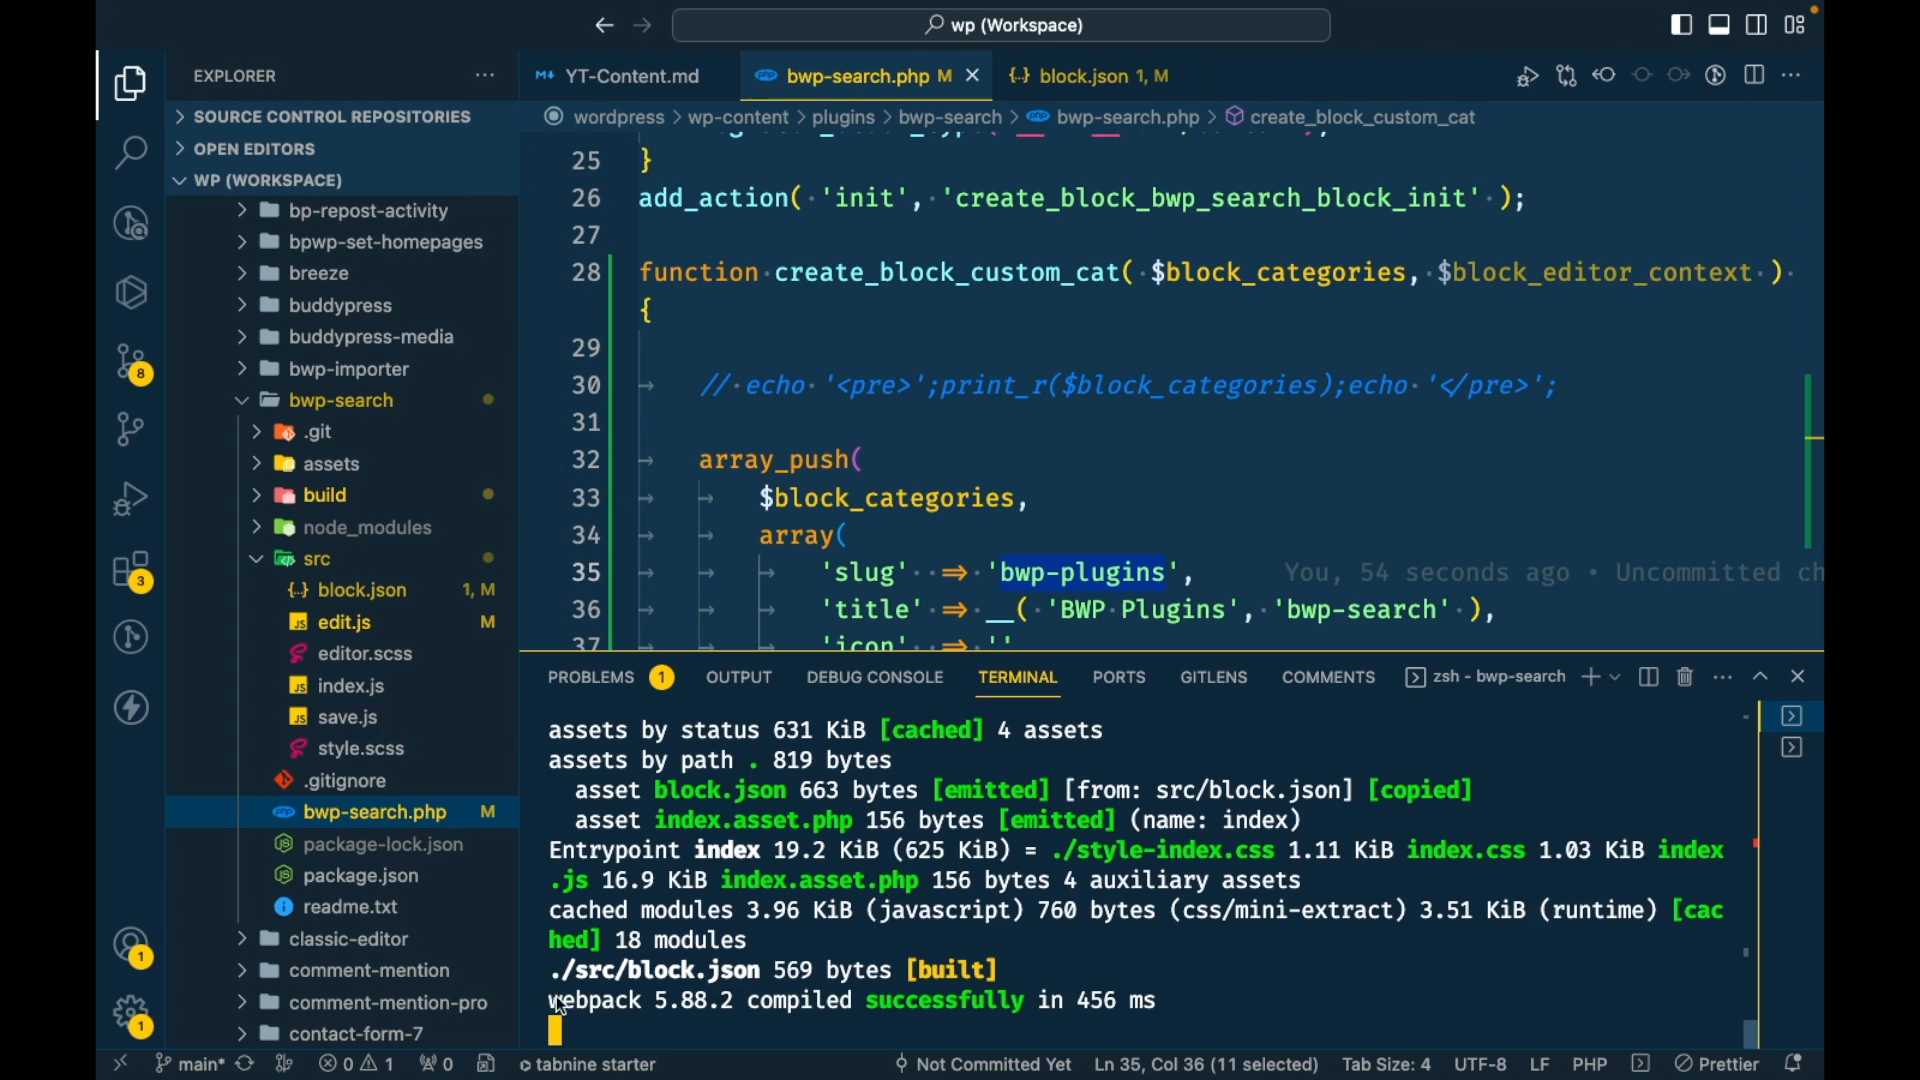 wp (Workspace)
EXPLORER
YT-Content.md
bwp-search.php M
block.json 1, M
SOURCE CONTROL REPOSITORIES
wordpress > wp-content > plugins > bwp-search > bwp-search.php > create_block_custom_cat
OPEN EDITORS
WP (WORKSPACE)
bp-repost-activity
bpwp-set-homepages
breeze
buddypress
buddypress-media
bwp-importer
bwp-search
.git
assets
build
node_modules
src
block.json 1, M
edit.js M
editor.scss
index.js
save.js
style.scss
.gitignore
bwp-search.php M
package-lock.json
package.json
readme.txt
classic-editor
comment-mention
comment-mention-pro
contact-form-7
8
3
1
1
25 }
26 add_action( 'init', 'create_block_bwp_search_block_init' );
27
28 function create_block_custom_cat( $block_categories, $block_editor_context )
{
29
30 // echo '<pre>';print_r($block_categories);echo '</pre>';
31
32 array_push(
33 $block_categories,
34 array(
35 'slug' => 'bwp-plugins', You, 54 seconds ago • Uncommitted ch
36 'title' => __( 'BWP Plugins', 'bwp-search' ),
37 'icon' => ''
PROBLEMS 1 OUTPUT DEBUG CONSOLE TERMINAL PORTS GITLENS COMMENTS zsh - bwp-search
assets by status 631 KiB [cached] 4 assets
assets by path . 819 bytes
asset block.json 663 bytes [emitted] [from: src/block.json] [copied]
asset index.asset.php 156 bytes [emitted] (name: index)
Entrypoint index 19.2 KiB (625 KiB) = ./style-index.css 1.11 KiB index.css 1.03 KiB index
.js 16.9 KiB index.asset.php 156 bytes 4 auxiliary assets
cached modules 3.96 KiB (javascript) 760 bytes (css/mini-extract) 3.51 KiB (runtime) [cac
hed] 18 modules
./src/block.json 569 bytes [built]
webpack 5.88.2 compiled successfully in 456 ms
main* 0 1 0 tabnine starter Not Committed Yet Ln 35, Col 36 (11 selected) Tab Size: 4 UTF-8 LF PHP Prettier